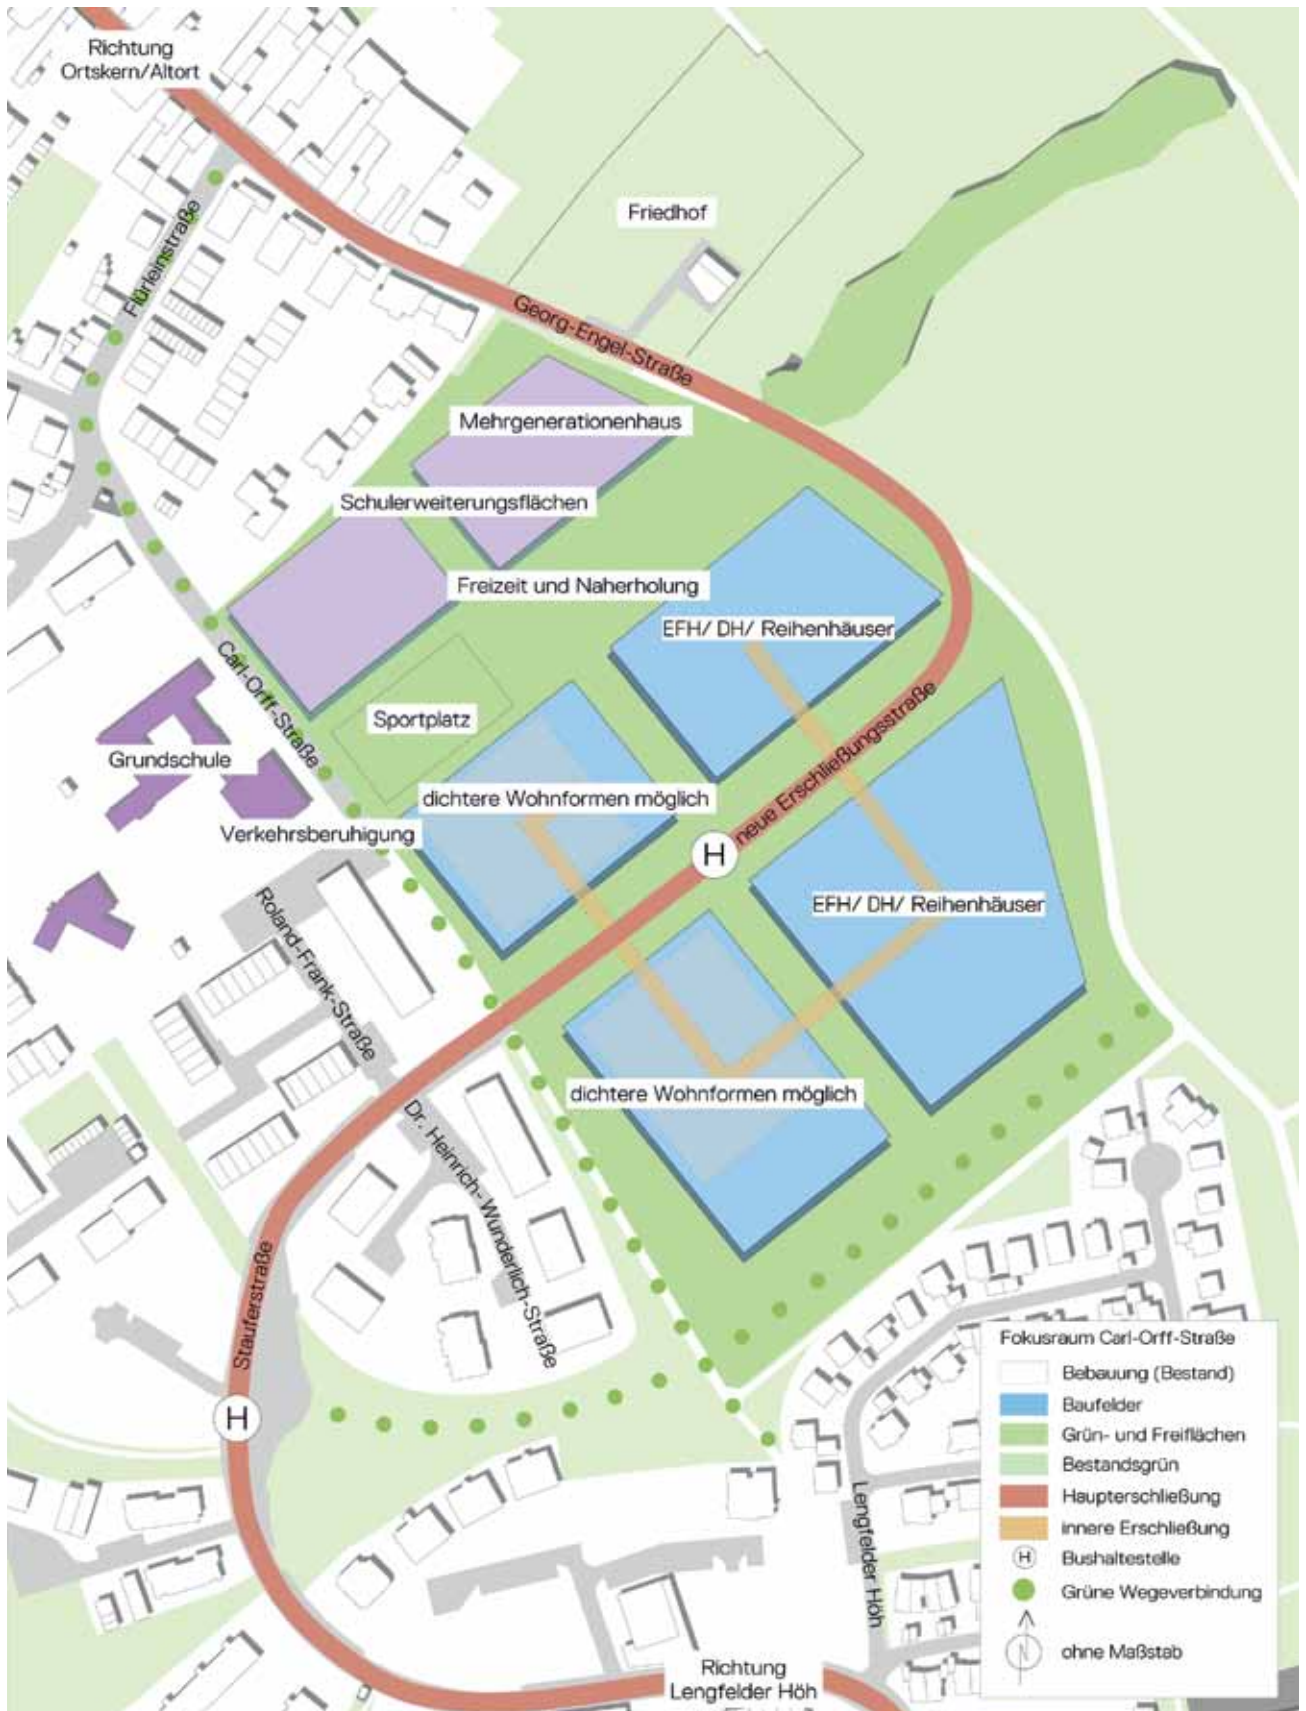 Richtung
Ortskern/Altort
Flürleinstraße
Friedhof
Georg-Engel-Straße
Mehrgenerationenhaus
Schulerweiterungsflächen
Freizeit und Naherholung
EFH/ DH/ Reihenhäuser
Carl-Orff-Straße
Sportplatz
Grundschule
neue Erschließungsstraße
dichtere Wohnformen möglich
Verkehrsberuhigung
H
Roland-Frank-Straße
EFH/ DH/ Reihenhäuser
dichtere Wohnformen möglich
Dr. Heinrich-Wunderlich-Straße
Stauferstraße
H
Lengfelder Höh
Richtung
Lengfelder Höh
Fokusraum Carl-Orff-Straße
Bebauung (Bestand)
Baufelder
Grün- und Freiflächen
Bestandsgrün
Haupterschließung
innere Erschließung
H Bushaltestelle
Grüne Wegeverbindung
N ohne Maßstab